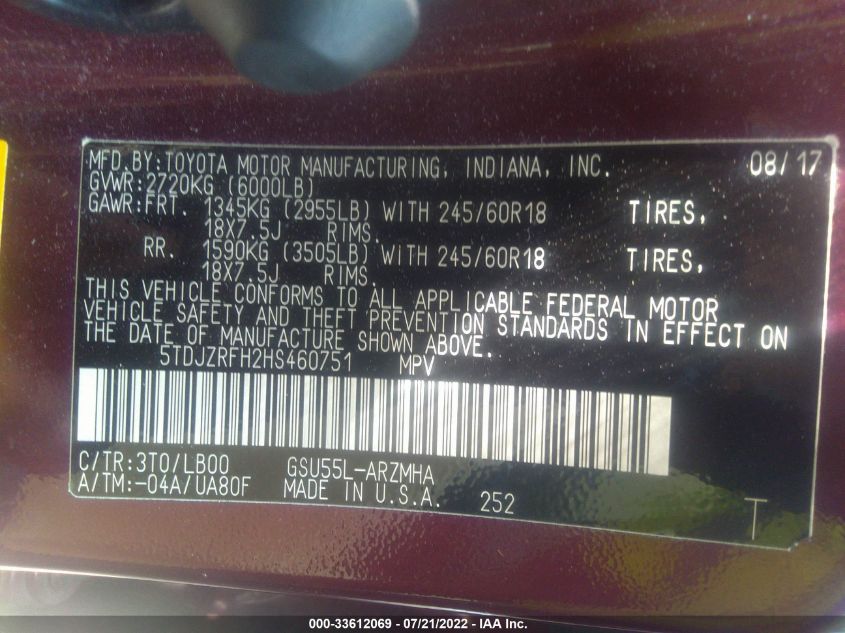 MFD.BY:TOYOTA MOTOR MANUFACTURING, INDIANA, INC. 08/17
GVWR:2720KG (6000LB)
GAWR:FRT. 1345KG (2955LB) WITH 245/60R18 TIRES,
18X7.5J RIMS.
RR. 1590KG (3505LB) WITH 245/60R18 TIRES,
18X7.5J RIMS.
THIS VEHICLE CONFORMS TO ALL APPLICABLE FEDERAL MOTOR
VEHICLE SAFETY AND THEFT PREVENTION STANDARDS IN EFFECT ON
THE DATE OF MANUFACTURE SHOWN ABOVE.
5TDJZRFH2HS460751 MPV
C/TR:3T0/LB00 GSU55L-ARZMHA
A/TM:-04A/UA80F MADE IN U.S.A. 252
T
000-33612069 - 07/21/2022 - IAA Inc.